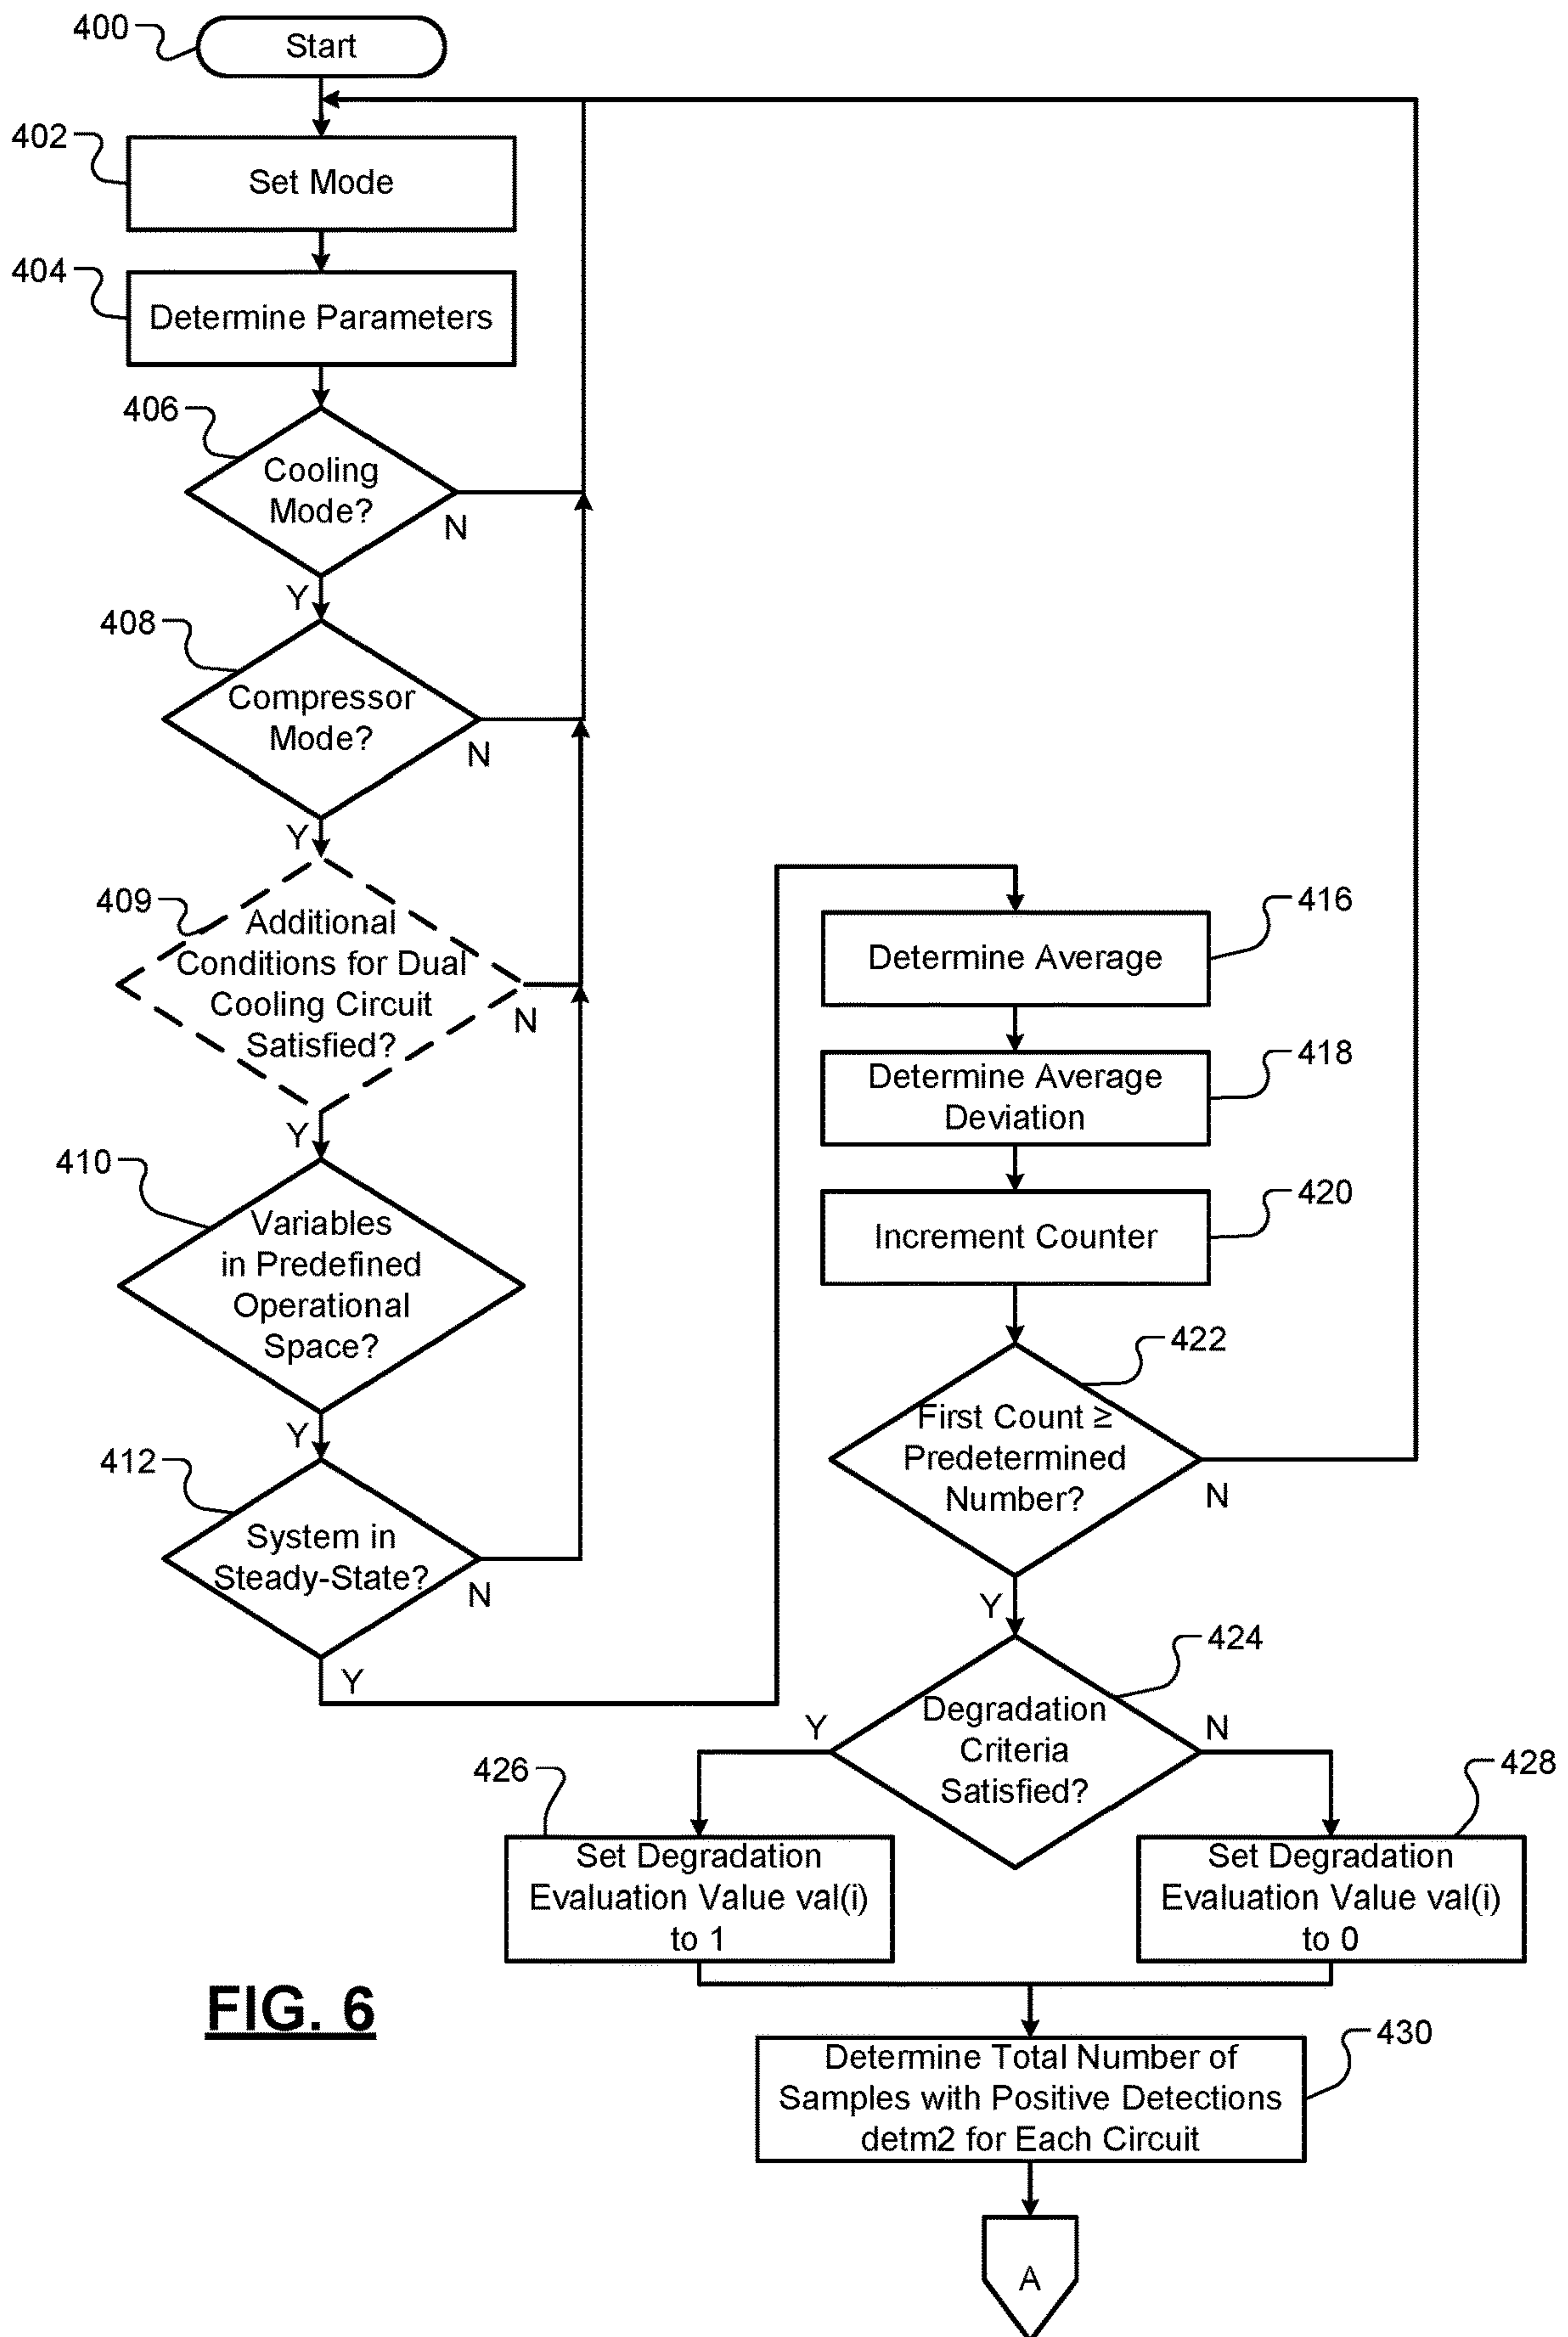 400
Start
402
Set Mode
404
Determine Parameters
406
Cooling
Mode?
N
Y
408
Compressor
Mode?
N
Y
409
Additional
Conditions for Dual
Cooling Circuit
Satisfied?
N
Y
410
Variables
in Predefined
Operational
Space?
Y
412
System in
Steady-State?
N
Y
416
Determine Average
418
Determine Average
Deviation
420
Increment Counter
422
First Count ≥
Predetermined
Number?
N
Y
424
Degradation
Criteria
Satisfied?
Y
N
426
Set Degradation
Evaluation Value val(i)
to 1
428
Set Degradation
Evaluation Value val(i)
to 0
430
Determine Total Number of
Samples with Positive Detections
detm2 for Each Circuit
A
FIG. 6